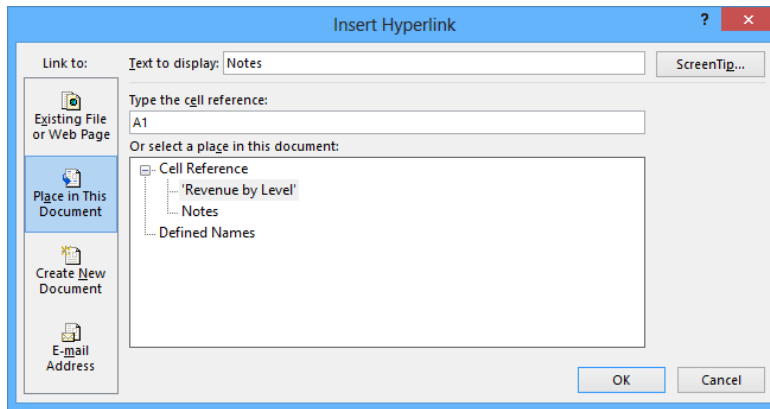 Insert Hyperlink
?
×
Link to:
Text to display: Notes
ScreenTip...
Existing File
or Web Page
Place in This
Document
Create New
Document
E-mail
Address
Type the cell reference:
A1
Or select a place in this document:
Cell Reference
'Revenue by Level'
Notes
Defined Names
OK
Cancel